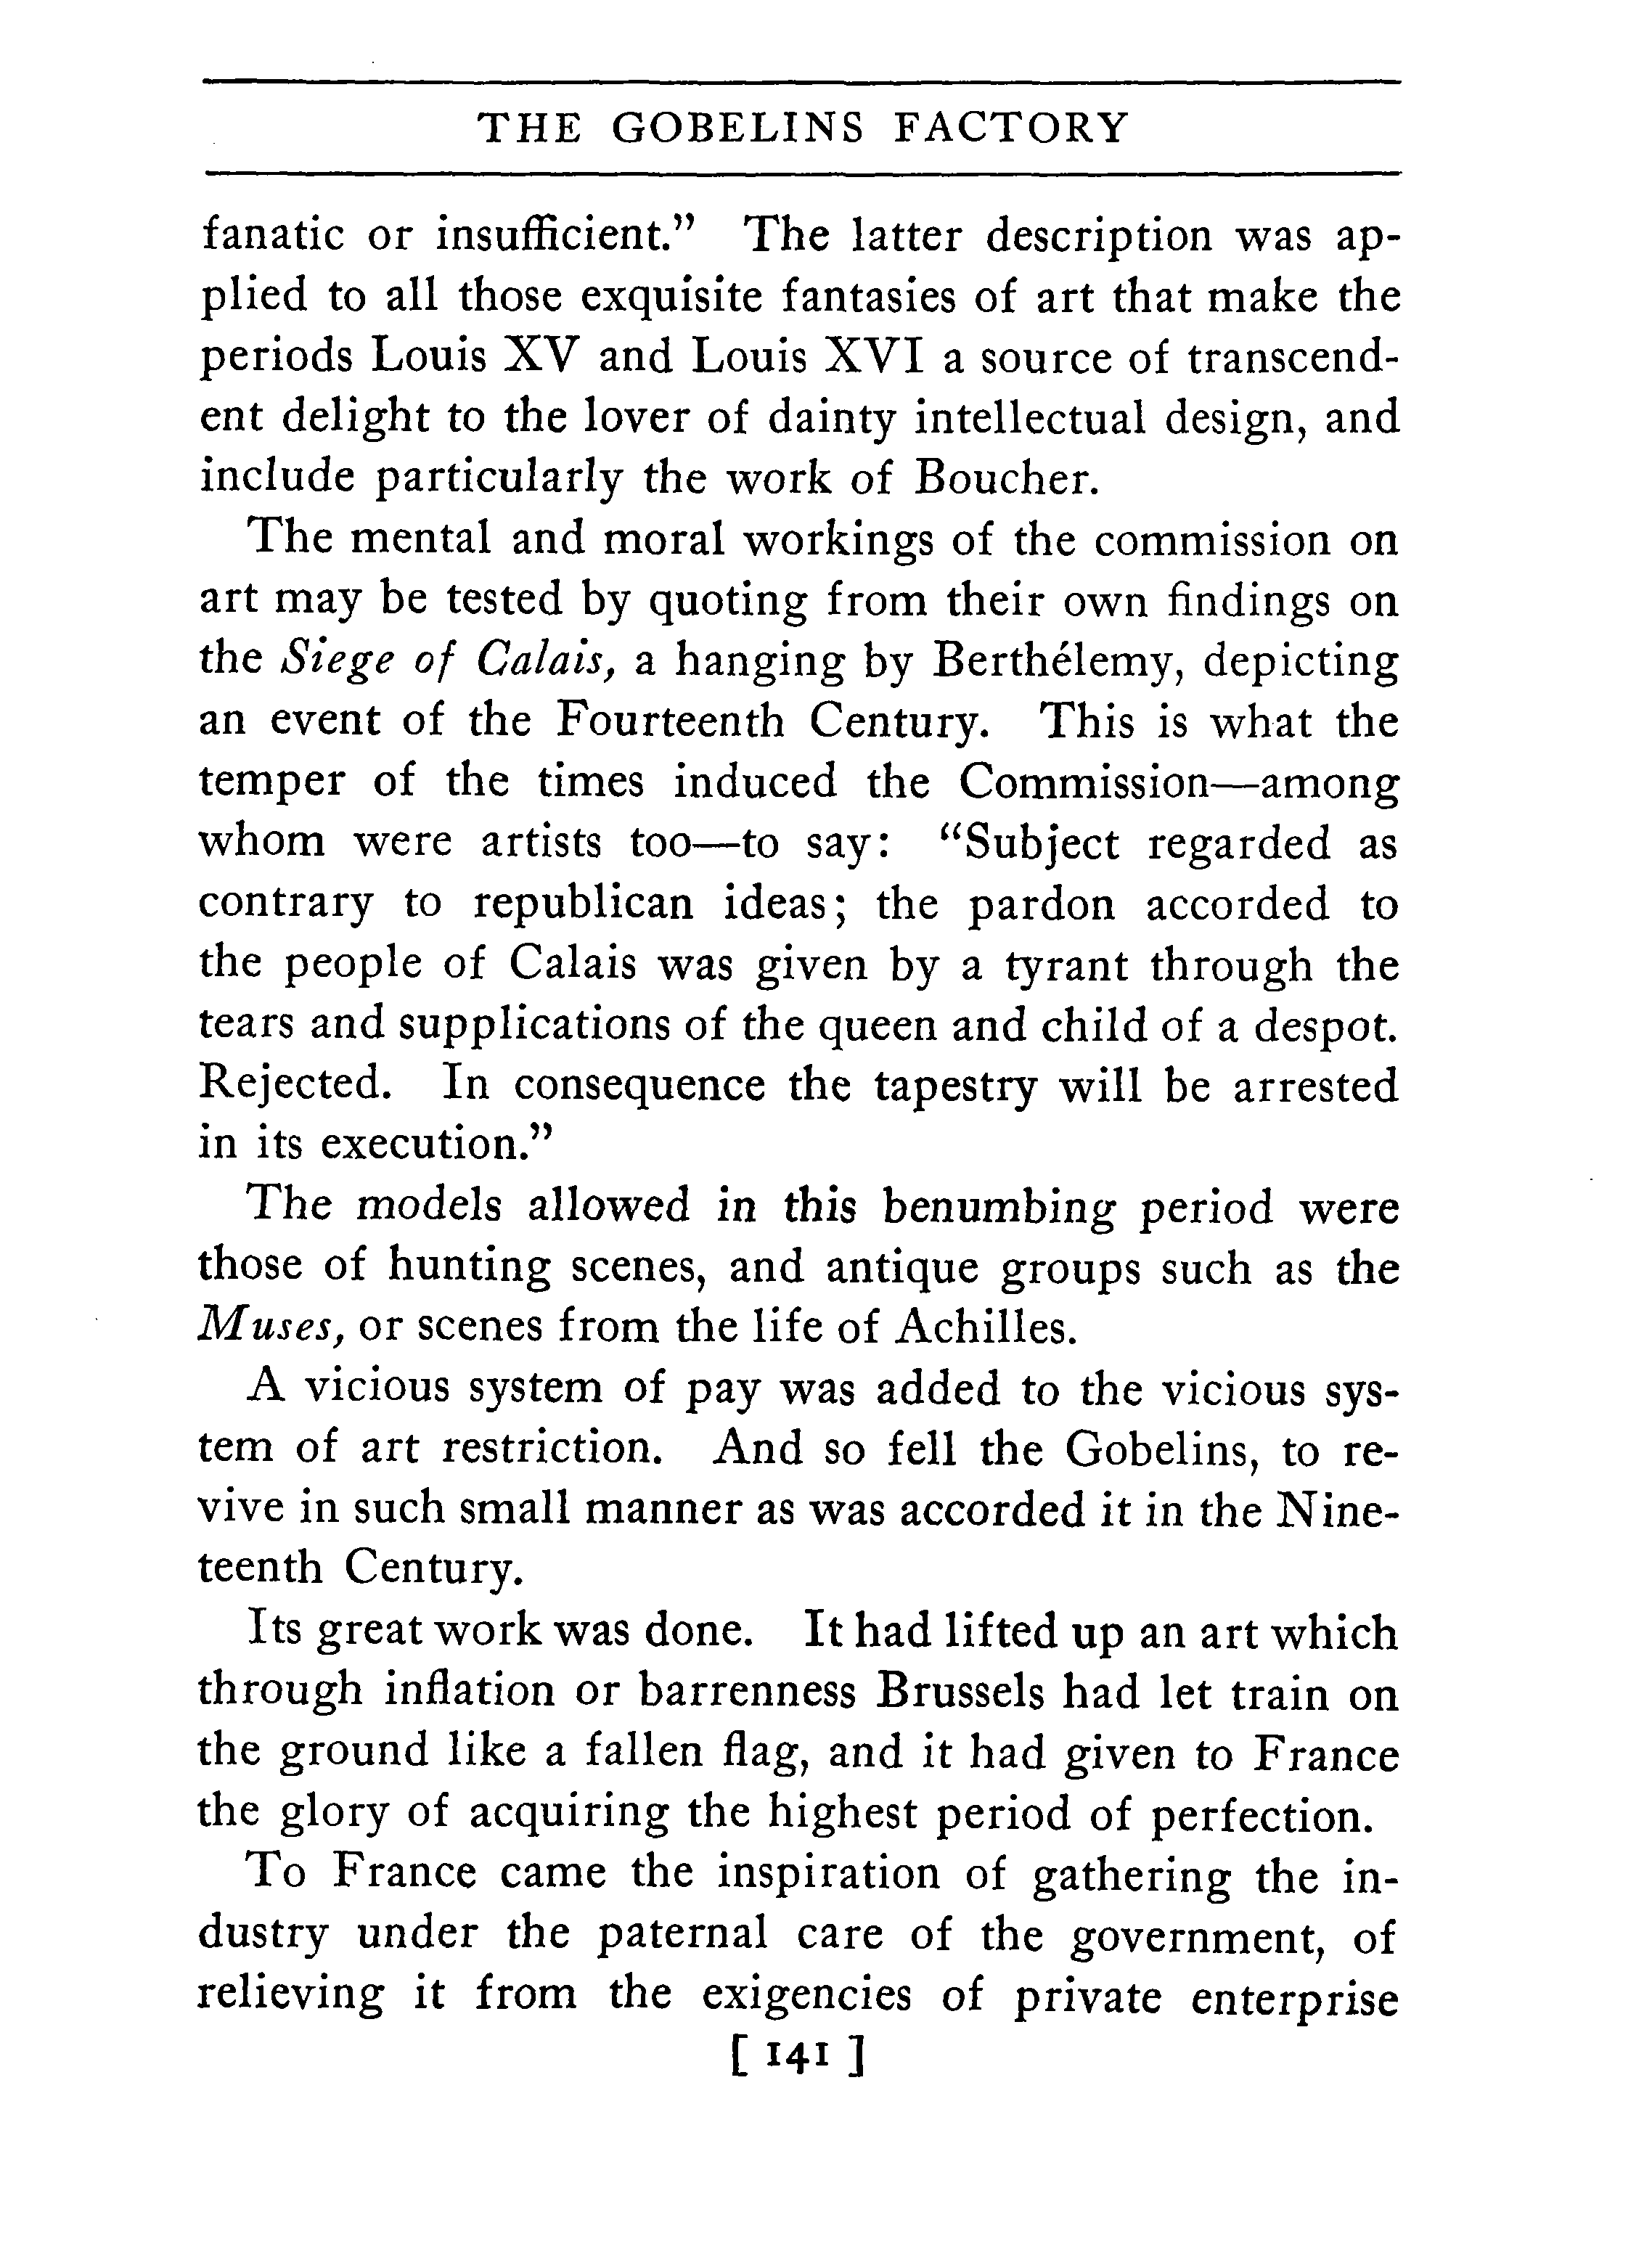 THE GOBELINS FACTORY
fanatic or insufficient.” The latter description was ap-
plied to all those exquisite fantasies of art that make the
periods Louis XV and Louis XVI a source of transcend-
ent delight to the lover of dainty intellectual design, and
include particularly the work of Boucher.
The mental and moral workings of the commission on
art may be tested by quoting from their own findings on
the Siege of Calais, a hanging by Berthélemy, depicting
an event of the Fourteenth Century. This is what the
temper of the times induced the Commission—among
whom were artists too—to say: “Subject regarded as
contrary to republican ideas; the pardon accorded to
the people of Calais was given by a tyrant through the
tears and supplications of the queen and child of a despot.
Rejected. In consequence the tapestry will be arrested
in its execution.”
The models allowed in this benumbing period were
those of hunting scenes, and antique groups such as the
Muses, or scenes from the life of Achilles.
A vicious system of pay was added to the vicious sys-
tem of art restriction. And so fell the Gobelins, to re-
vive in such small manner as was accorded it in the Nine-
teenth Century.
Its great work was done. It had lifted up an art which
through inflation or barrenness Brussels had let train on
the ground like a fallen flag, and it had given to France
the glory of acquiring the highest period of perfection.
To France came the inspiration of gathering the in-
dustry under the paternal care of the government, of
relieving it from the exigencies of private enterprise
[ 141 ]